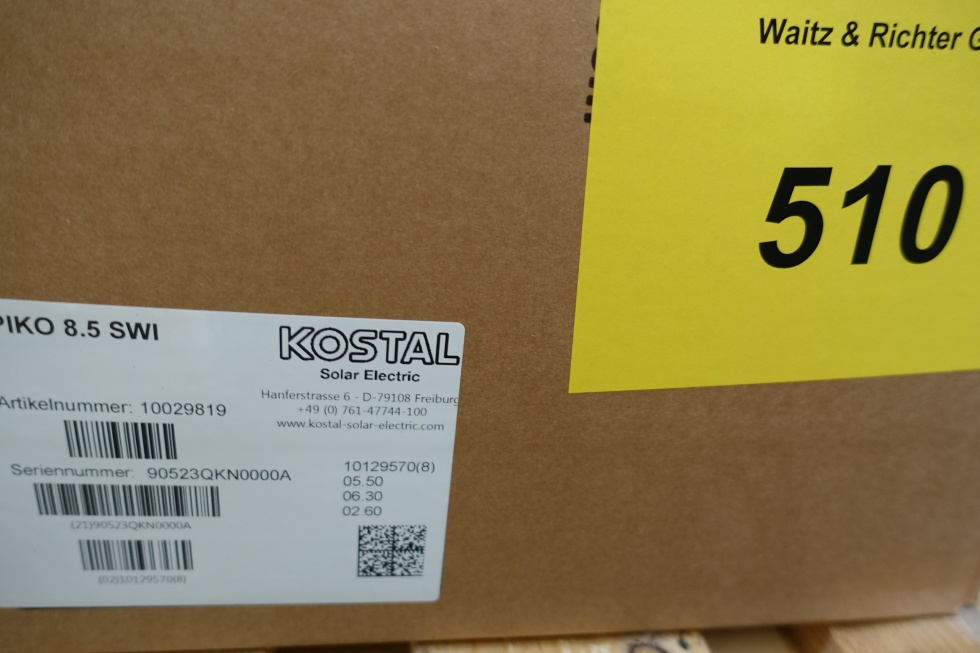 Waitz & Richter G
510
PIKO 8.5 SWI
KOSTAL
Solar Electric
Hanferstrasse 6 - D-79108 Freiburg
+49 (0) 761-47744-100
www.kostal-solar-electric.com
Artikelnummer: 10029819
Seriennummer: 90523QKN0000A
(21)90523QKN0000A
(02)10129570(8)
10129570(8)
05.50
06.30
02.60